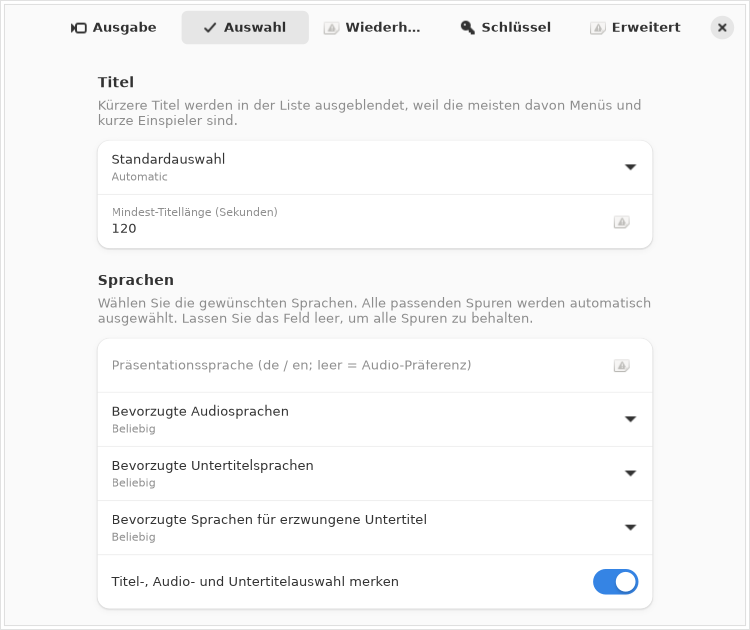 Ausgabe
Auswahl
Wiederh...
Schlüssel
Erweitert
Titel
Kürzere Titel werden in der Liste ausgeblendet, weil die meisten davon Menüs und
kurze Einspieler sind.
Standardauswahl
Automatic
Mindest-Titellänge (Sekunden)
120
Sprachen
Wählen Sie die gewünschten Sprachen. Alle passenden Spuren werden automatisch
ausgewählt. Lassen Sie das Feld leer, um alle Spuren zu behalten.
Präsentationssprache (de / en; leer = Audio-Präferenz)
Bevorzugte Audiosprachen
Beliebig
Bevorzugte Untertitelsprachen
Beliebig
Bevorzugte Sprachen für erzwungene Untertitel
Beliebig
Titel-, Audio- und Untertitelauswahl merken